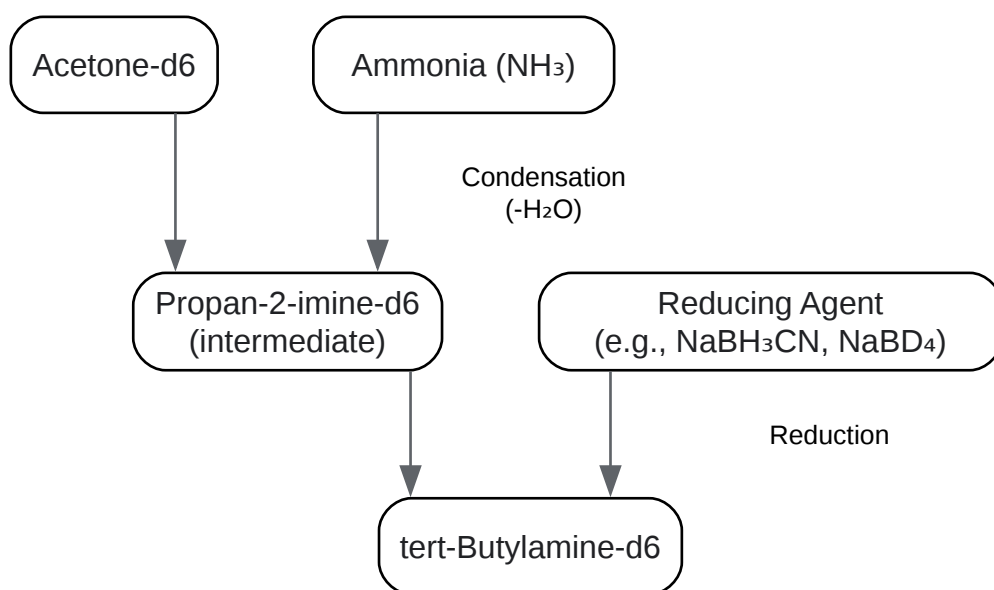 Acetone-d6
Ammonia (NH₃)
Condensation
(-H₂O)
Propan-2-imine-d6
(intermediate)
Reducing Agent
(e.g., NaBH₃CN, NaBD₄)
Reduction
tert-Butylamine-d6